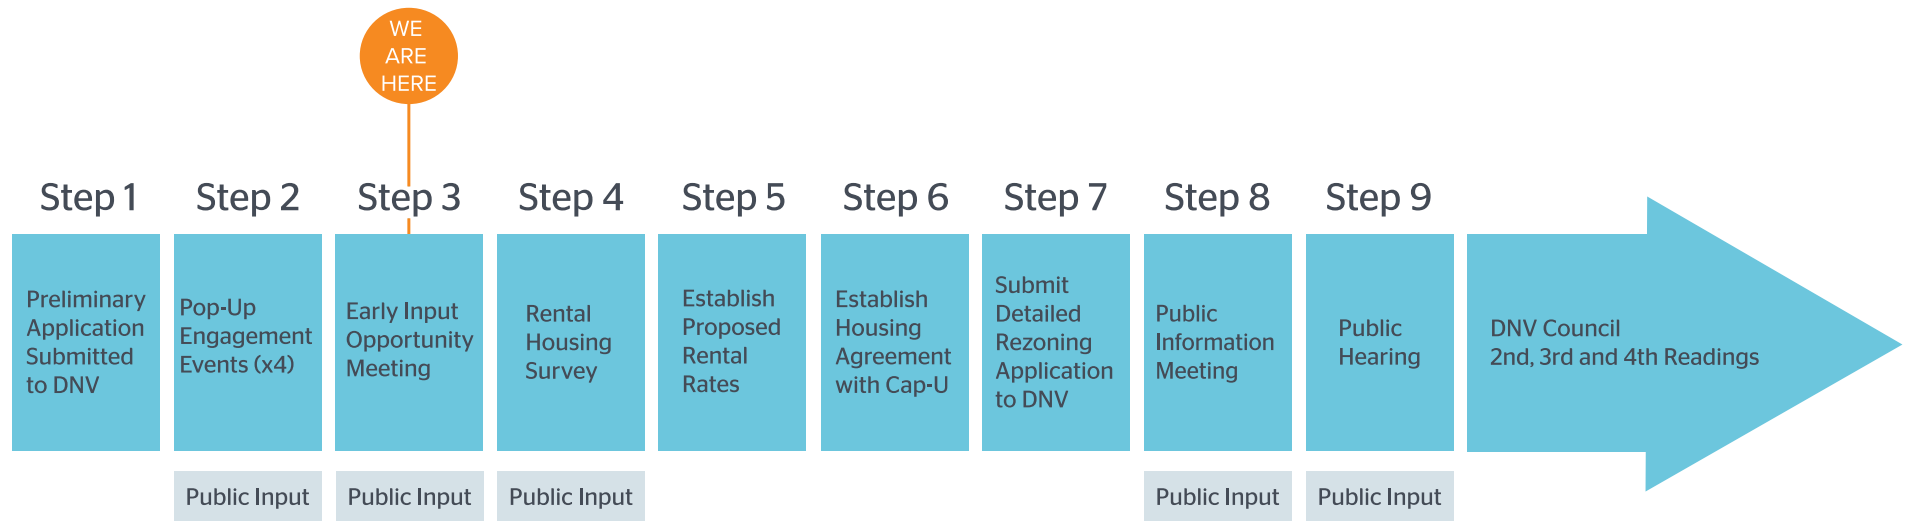 WE
ARE
HERE
Step 1
Step 2
Step 3
Step 4
Step 5
Step 6
Step 7
Step 8
Step 9
Preliminary
Application
Submitted
to DNV
Pop-Up
Engagement
Events (x4)
Early Input
Opportunity
Meeting
Rental
Housing
Survey
Establish
Proposed
Rental
Rates
Establish
Housing
Agreement
with Cap-U
Submit
Detailed
Rezoning
Application
to DNV
Public
Information
Meeting
Public
Hearing
DNV Council
2nd, 3rd and 4th Readings
Public Input
Public Input
Public Input
Public Input
Public Input